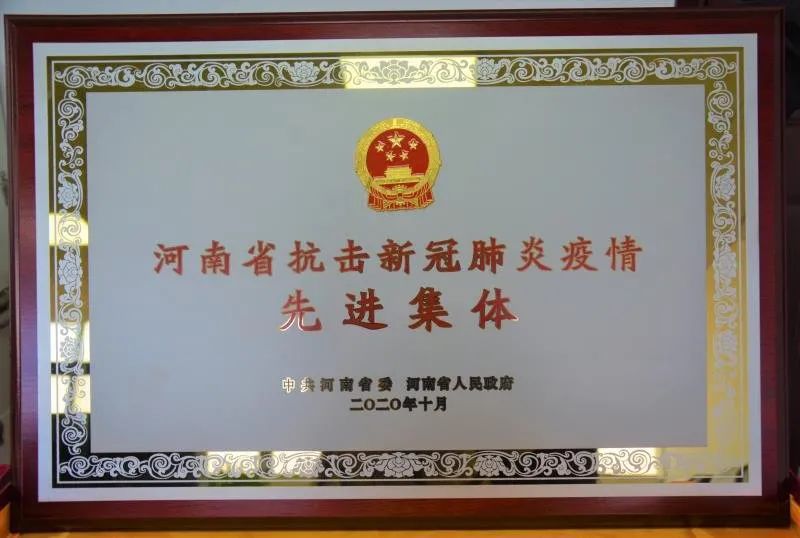 河南省抗击新冠肺炎疫情
先进集体
中共河南省委 河南省人民政府
二〇二〇年十月